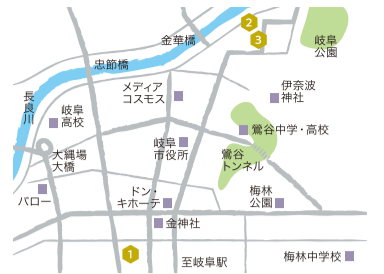 2
3
金華橋
岐阜
公園
忠節橋
メディア
コスモス
伊奈波
神社
長良川
岐阜
高校
鶯谷中学・高校
岐阜
市役所
大縄場
大橋
鶯谷
トンネル
バロー
ドン・
キホーテ
梅林
公園
金神社
1
至岐阜駅
梅林中学校